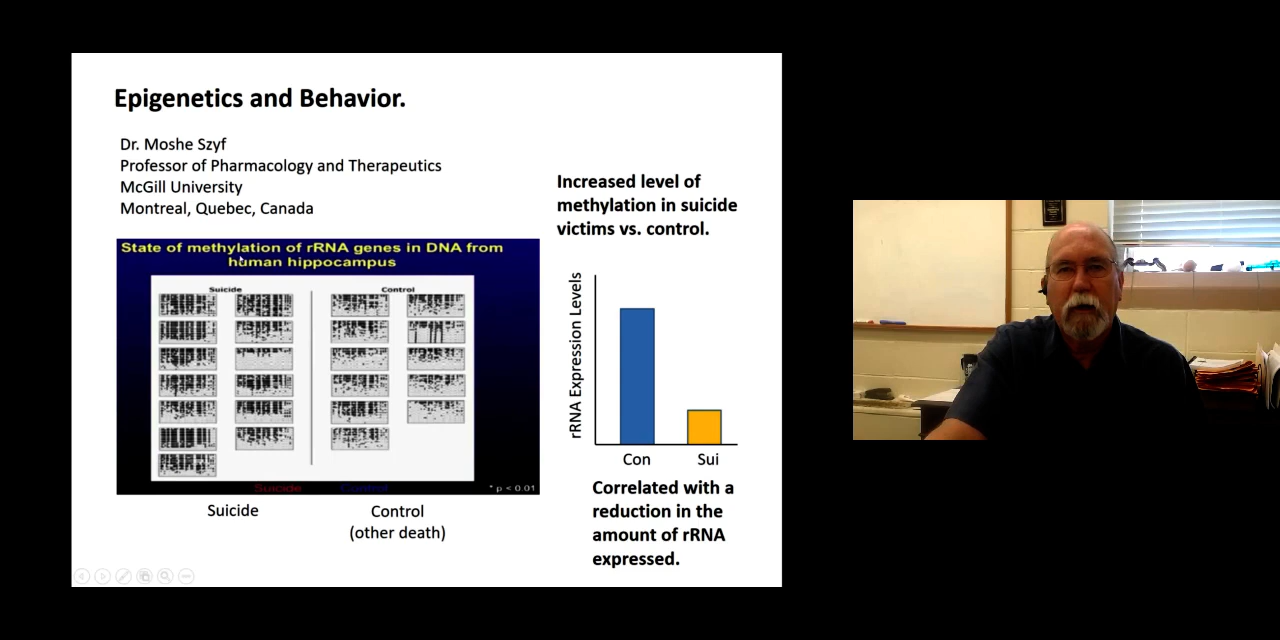 Epigenetics and Behavior.
Dr. Moshe Szyf
Professor of Pharmacology and Therapeutics
McGill University
Montreal, Quebec, Canada
State of methylation of rRNA genes in DNA from
human hippocampus
Suicide
Control
Suicide
Control
* p < 0.01
Suicide
Control
(other death)
Increased level of
methylation in suicide
victims vs. control.
rRNA Expression Levels
Con
Sui
Correlated with a
reduction in the
amount of rRNA
expressed.